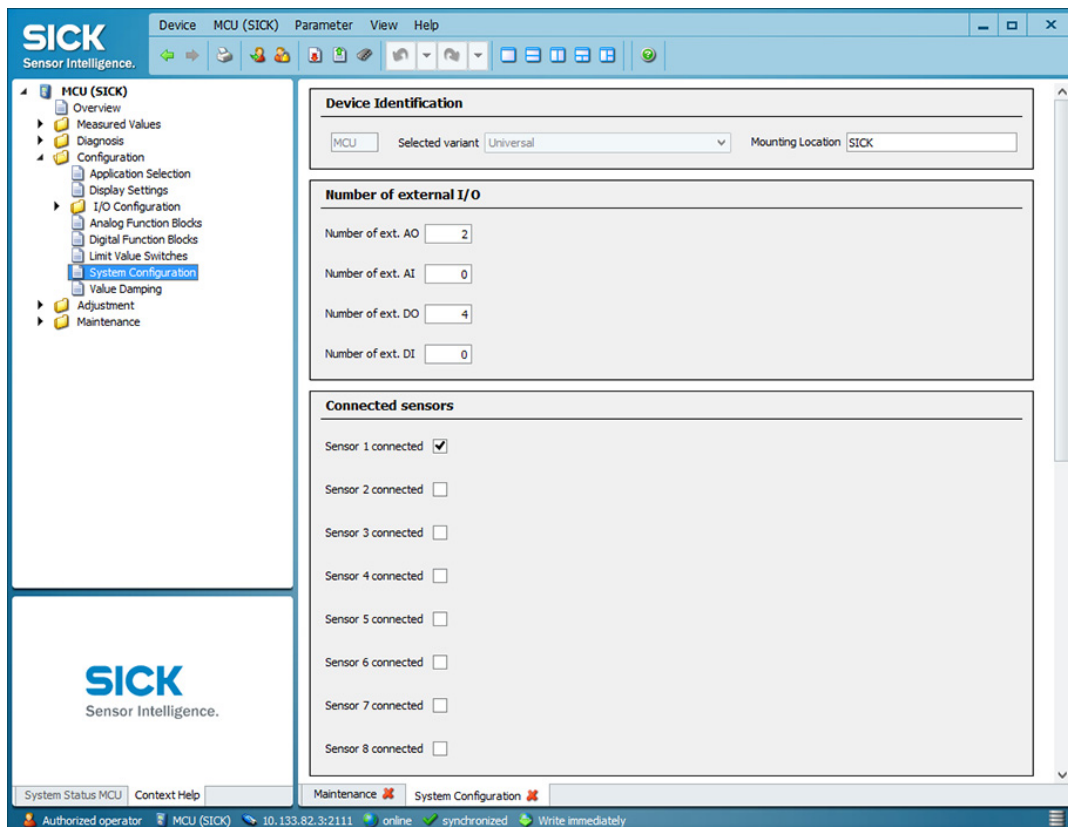 SICK
Sensor Intelligence.
Device MCU (SICK) Parameter View Help
MCU (SICK)
Overview
Measured Values
Diagnosis
Configuration
Application Selection
Display Settings
I/O Configuration
Analog Function Blocks
Digital Function Blocks
Limit Value Switches
System Configuration
Value Damping
Adjustment
Maintenance
SICK
Sensor Intelligence.
System Status MCU Context Help
Device Identification
MCU Selected variant Universal Mounting Location SICK
Number of external I/O
Number of ext. AO 2
Number of ext. AI 0
Number of ext. DO 4
Number of ext. DI 0
Connected sensors
Sensor 1 connected
Sensor 2 connected
Sensor 3 connected
Sensor 4 connected
Sensor 5 connected
Sensor 6 connected
Sensor 7 connected
Sensor 8 connected
Maintenance System Configuration
Authorized operator MCU (SICK) 10.133.82.3:2111 online synchronized Write immediately